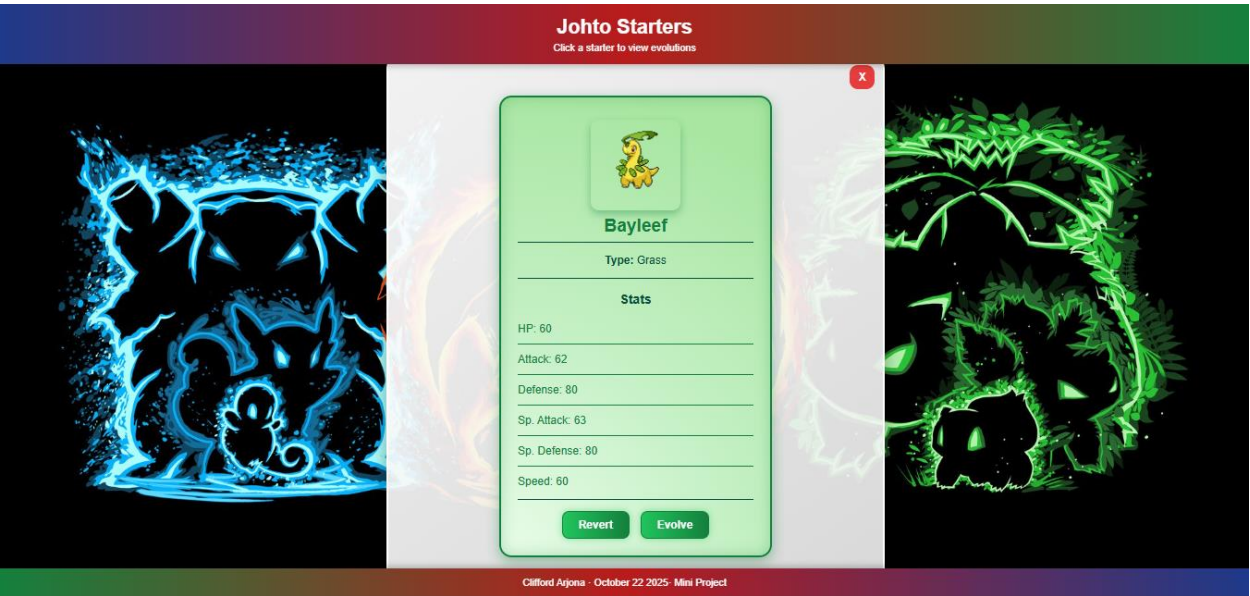 Johto Starters
Click a starter to view evolutions
X
Bayleef
Type: Grass
Stats
HP: 60
Attack: 62
Defense: 80
Sp. Attack: 63
Sp. Defense: 80
Speed: 60
Revert Evolve
Clifford Arjona · October 22 2025· Mini Project